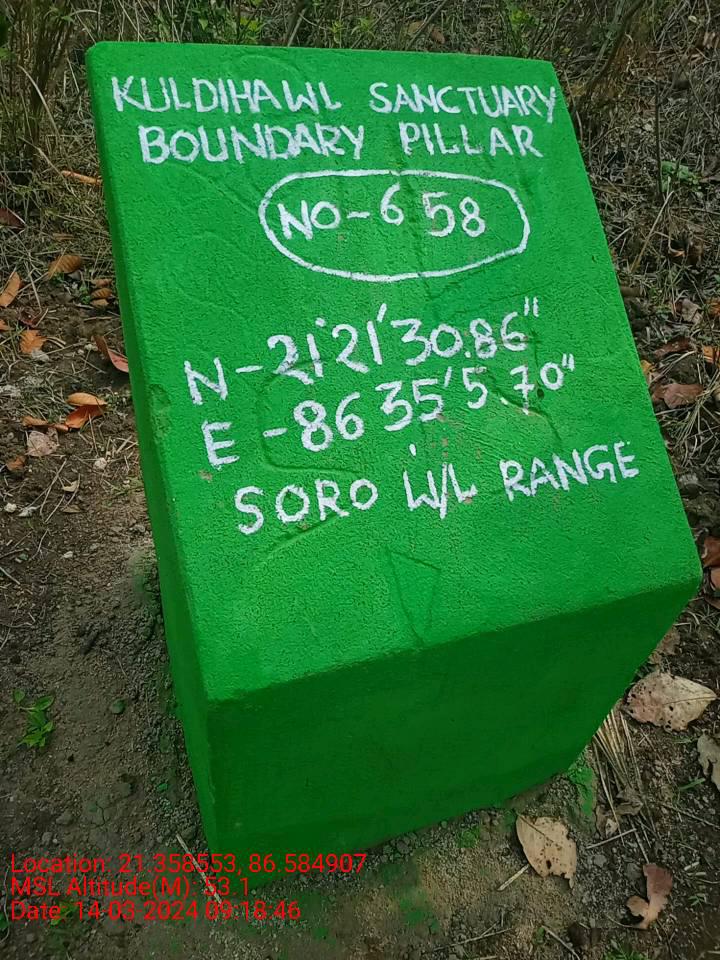 KULDIHA WL SANCTUARY
BOUNDARY PILLAR
NO-658
N-21°21'30.86"
E-86 35'5.70"
SORO W/L RANGE
Location: 21.358553, 86.584907
MSL Altitude(M): 53.1
Date: 14-03-2024 09:18:46